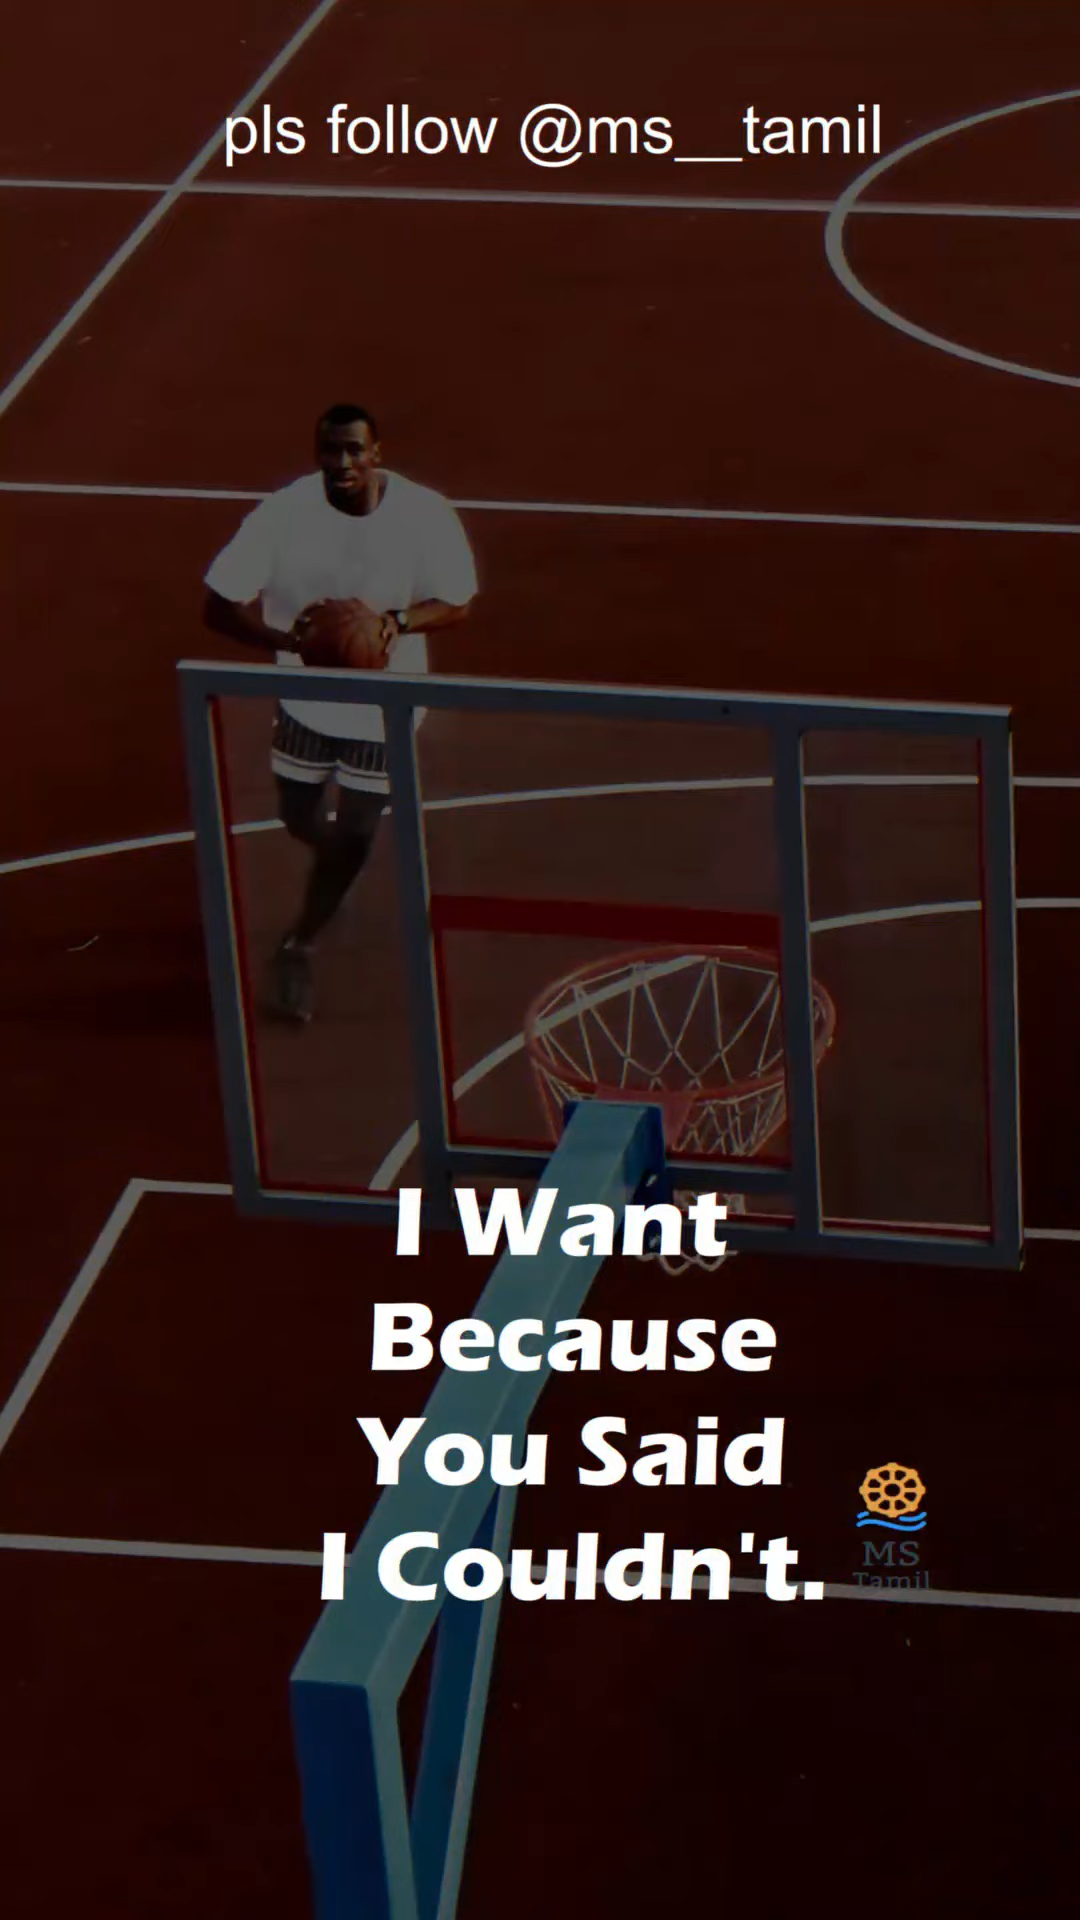 pls follow @ms__tamil
I Want
Because
You Said
I Couldn't.
MS
Tamil